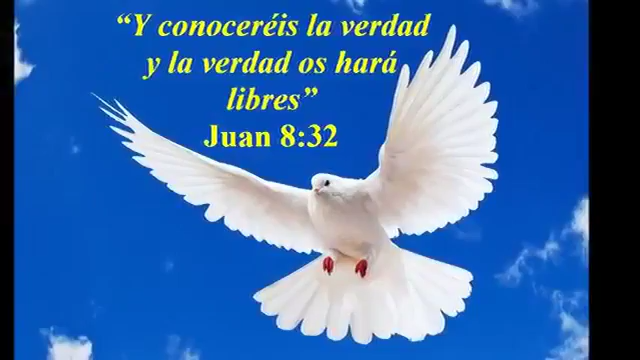 “Y conoceréis la verdad
y la verdad os hará
libres”
Juan 8:32